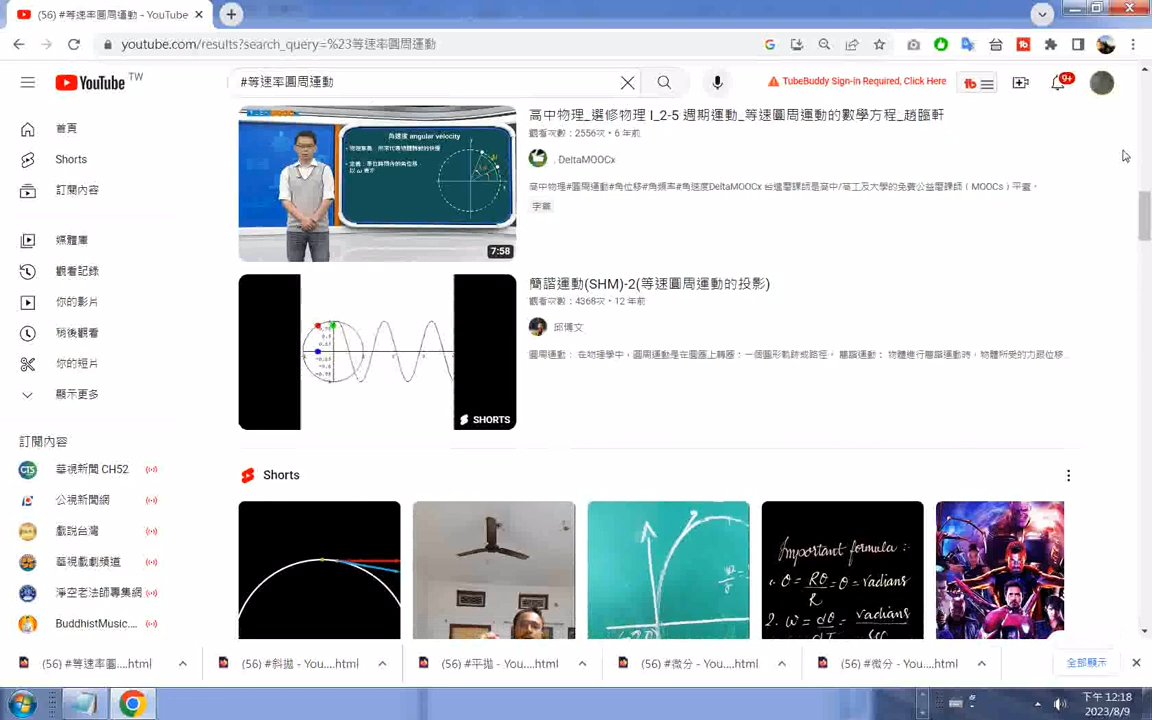 (56) #等速率圓周運動 - YouTube
youtube.com/results?search_query=%23等速率圓周運動
YouTube TW
#等速率圓周運動
TubeBuddy Sign-In Required, Click Here
9+
首頁
Shorts
訂閱內容
媒體庫
觀看記錄
你的影片
稍後觀看
你的短片
顯示更多
訂閱內容
華視新聞 CH52
公視新聞網
戲說台灣
華視戲劇頻道
淨空老法師專集網
BuddhistMusic....
角速度 angular velocity
7:58
高中物理_選修物理 I_2-5 週期運動_等速圓周運動的數學方程_趙臨軒
觀看次數：2556次・6 年前
. DeltaMOOCx
高中物理#圓周運動#角位移#角頻率#角速度DeltaMOOCx 台達磨課師是高中/高工及大學的免費公益磨課師（MOOCs）平臺。
字幕
SHORTS
簡諧運動(SHM)-2(等速圓周運動的投影)
觀看次數：4368次・12 年前
邱博文
圓周運動： 在物理學中，圓周運動是在圓圈上轉圈：一個圓形軌跡或路徑。 簡諧運動： 物體進行簡諧運動時，物體所受的力跟位移...
Shorts
Important formula :
1. θ = Rθ = θ = radians
R
2. ω = dθ = radians
dT sec
(56) #等速率圓....html
(56) #斜拋 - You....html
(56) #平拋 - You....html
(56) #微分 - You....html
(56) #微分 - You....html
全部顯示
下午 12:18
2023/8/9